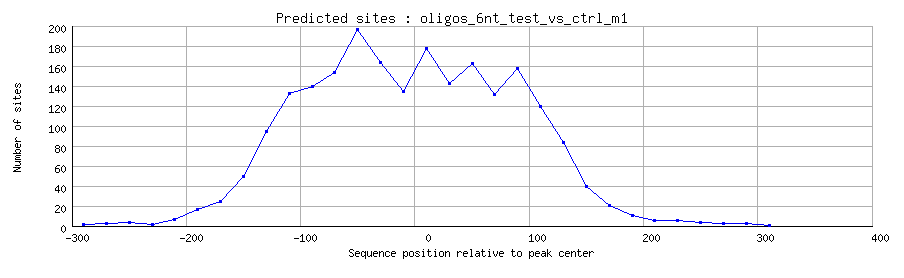 Predicted sites : oligos_6nt_test_vs_ctrl_m1
200
180
160
140
120
100
80
60
40
20
0
Number of sites
-300 -200 -100 0 100 200 300 400
Sequence position relative to peak center